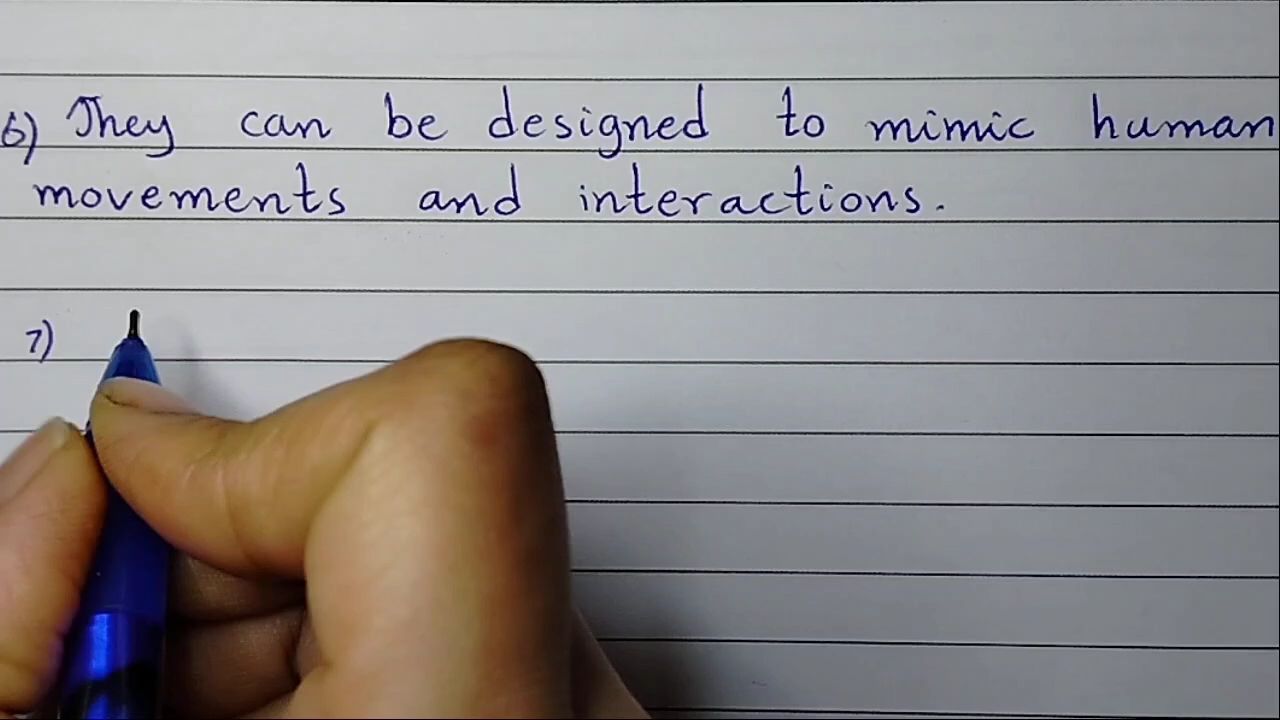 6) They can be designed to mimic human
movements and interactions.
7)